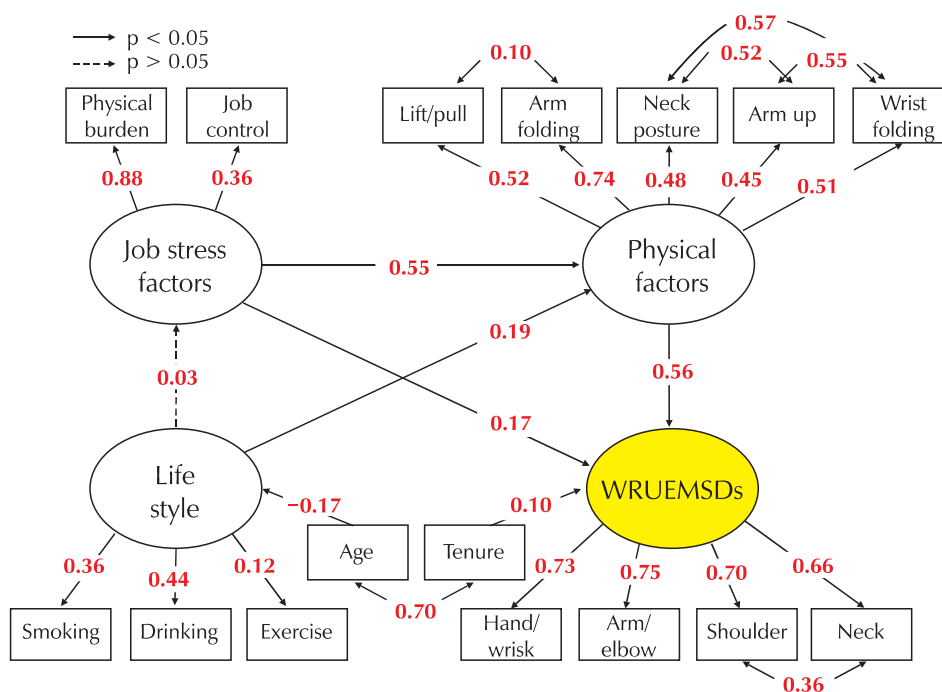 p < 0.05
p > 0.05
0.57
0.10
0.52
0.55
Physical
burden
Job
control
Lift/pull
Arm
folding
Neck
posture
Arm up
Wrist
folding
0.88
0.36
0.52
0.74
0.48
0.45
0.51
Job stress
factors
0.55
Physical
factors
0.19
0.03
0.56
0.17
Life
style
WRUEMSDs
−0.17
0.10
Age
Tenure
0.70
0.36
0.44
0.12
0.73
0.75
0.70
0.66
Smoking
Drinking
Exercise
Hand/
wrisk
Arm/
elbow
Shoulder
Neck
0.36